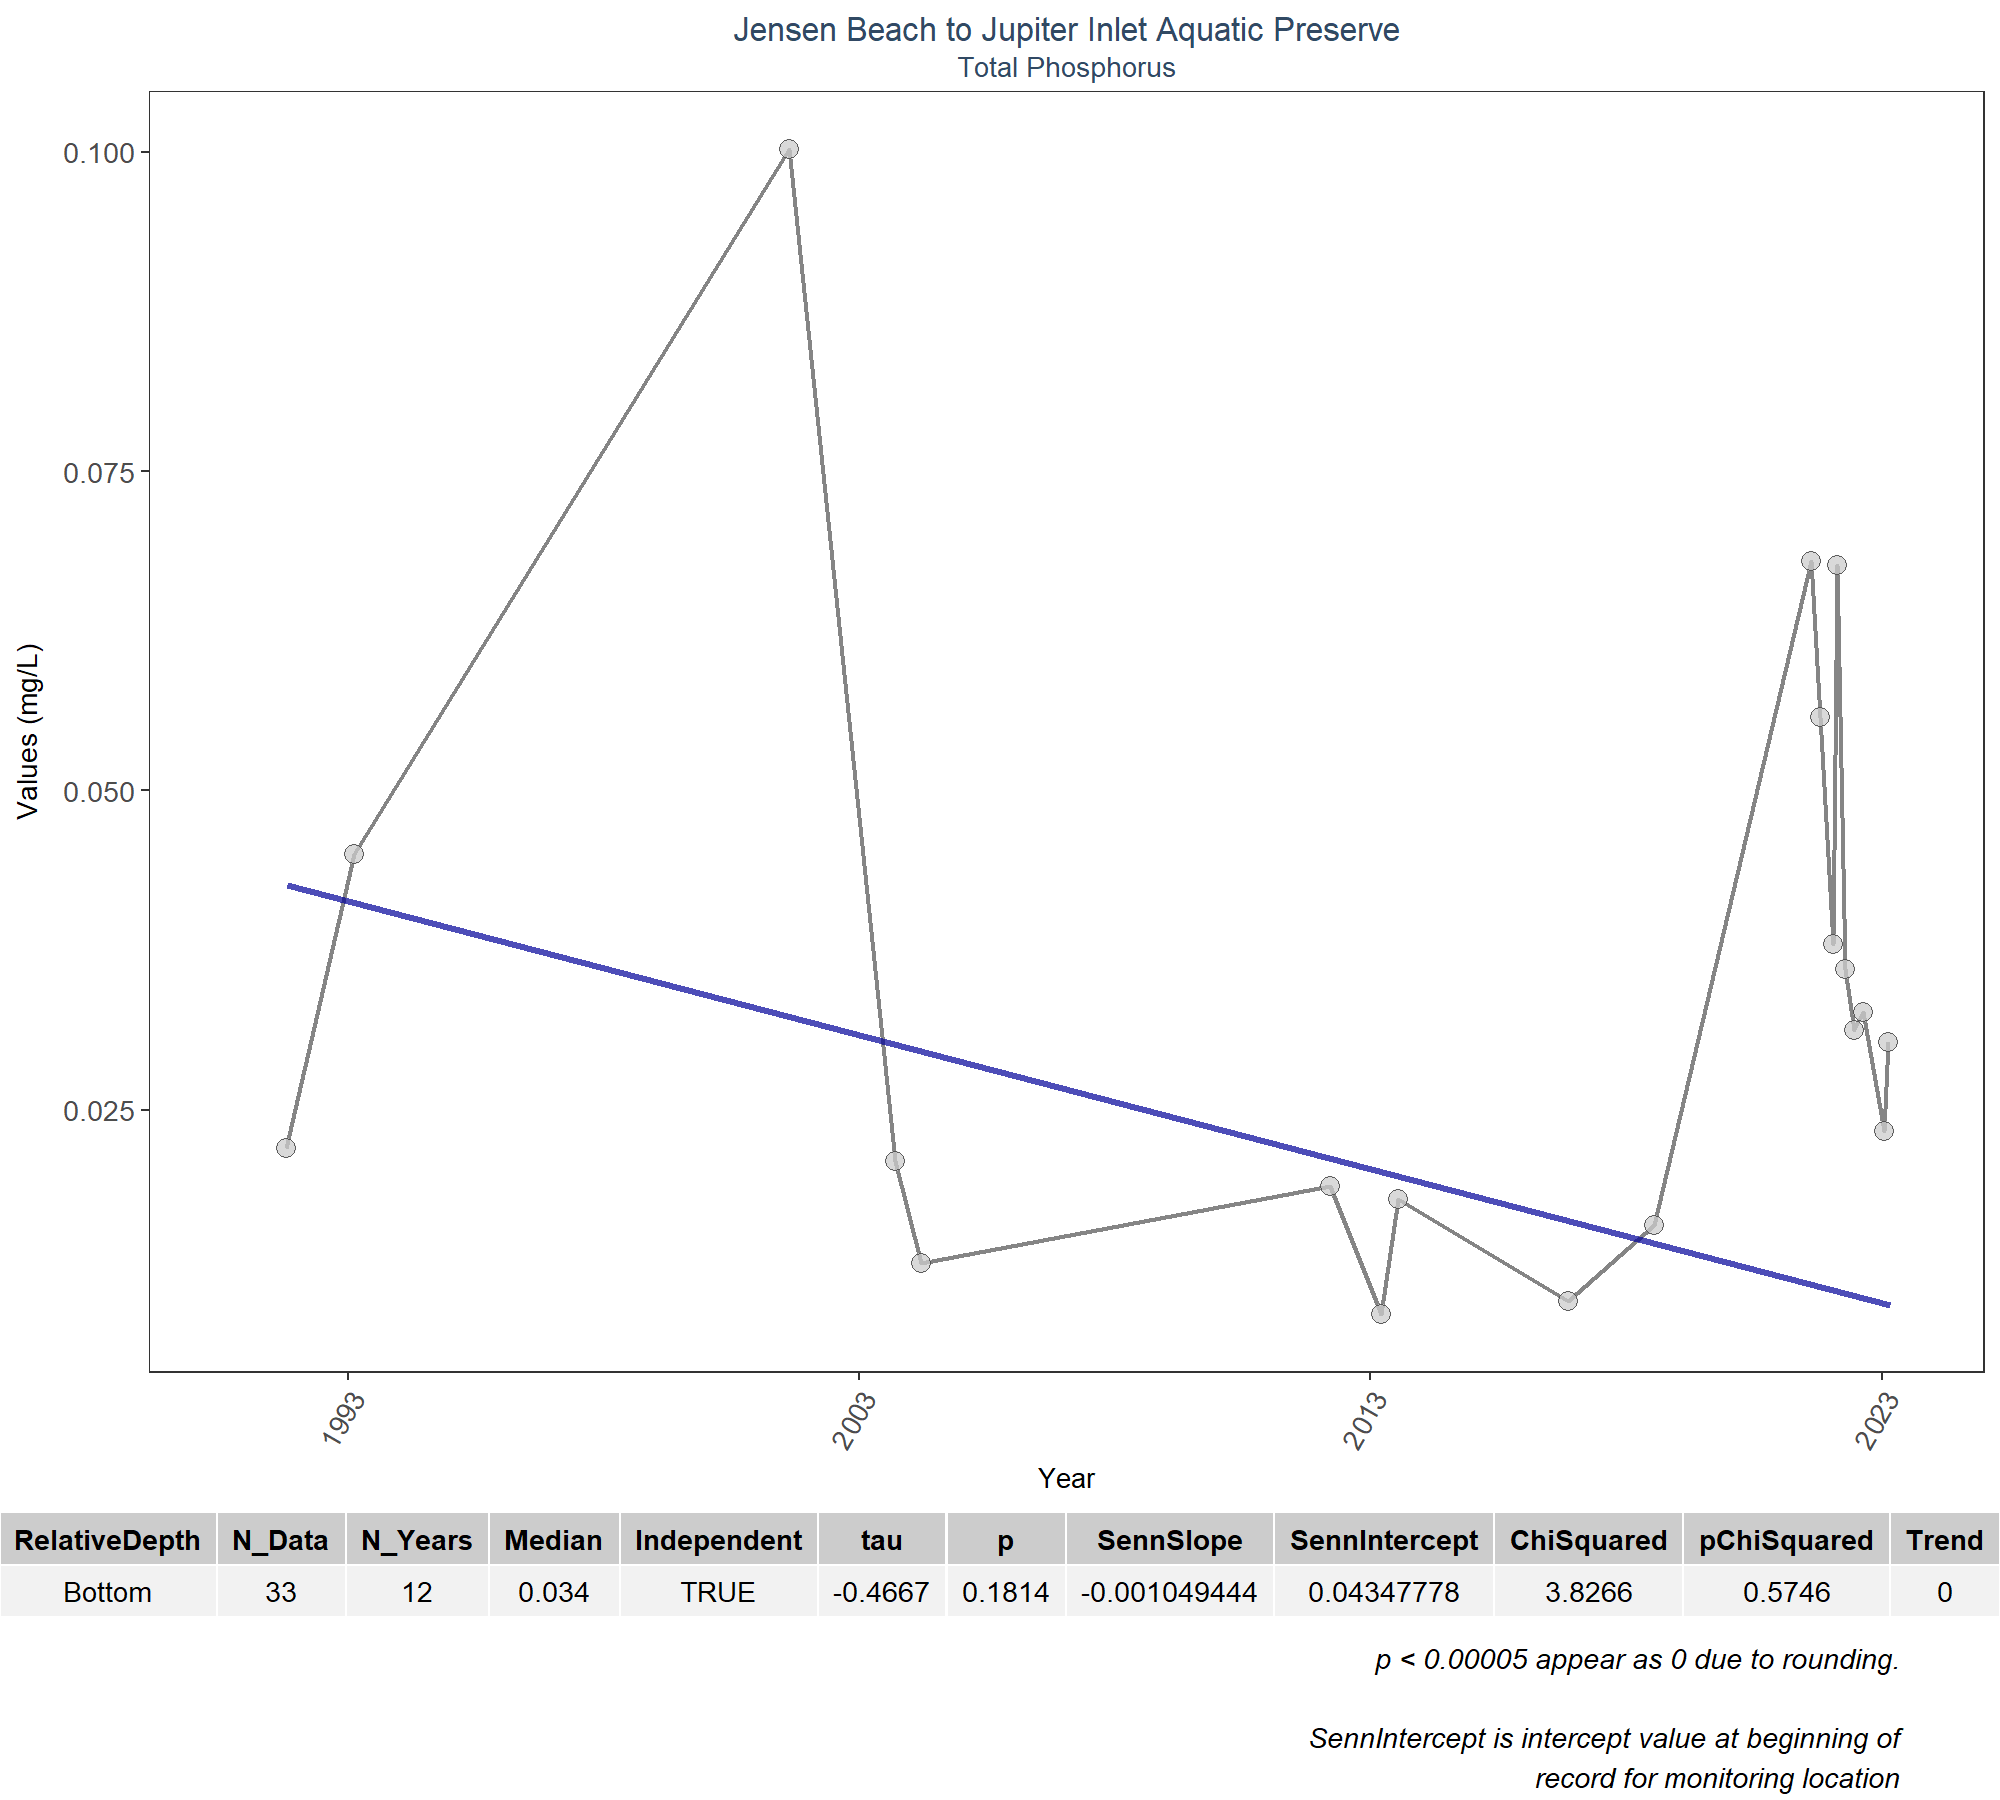 Jensen Beach to Jupiter Inlet Aquatic Preserve
Total Phosphorus
Values (mg/L)
0.100
0.075
0.050
0.025
1993 2003 2013 2023
Year
RelativeDepth N_Data N_Years Median Independent tau p SennSlope SennIntercept ChiSquared pChiSquared Trend
Bottom 33 12 0.034 TRUE -0.4667 0.1814 -0.001049444 0.04347778 3.8266 0.5746 0
p < 0.00005 appear as 0 due to rounding.
SennIntercept is intercept value at beginning of
record for monitoring location